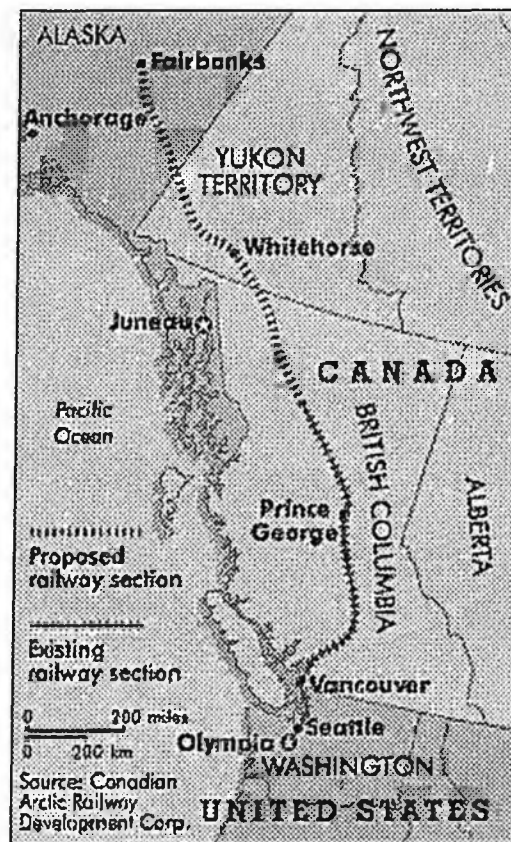 ALASKA
Fairbanks
Anchorage
YUKON
TERRITORY
NORTHWEST TERRITORIES
Whitehorse
Juneau
CANADA
Pacific
Ocean
BRITISH COLUMBIA
ALBERTA
Prince
George
Proposed
railway section
Existing
railway section
Vancouver
0 200 miles
0 200 km
Seattle
Olympia
WASHINGTON
Source: Canadian
Arctic Railway
Development Corp.
UNITED STATES